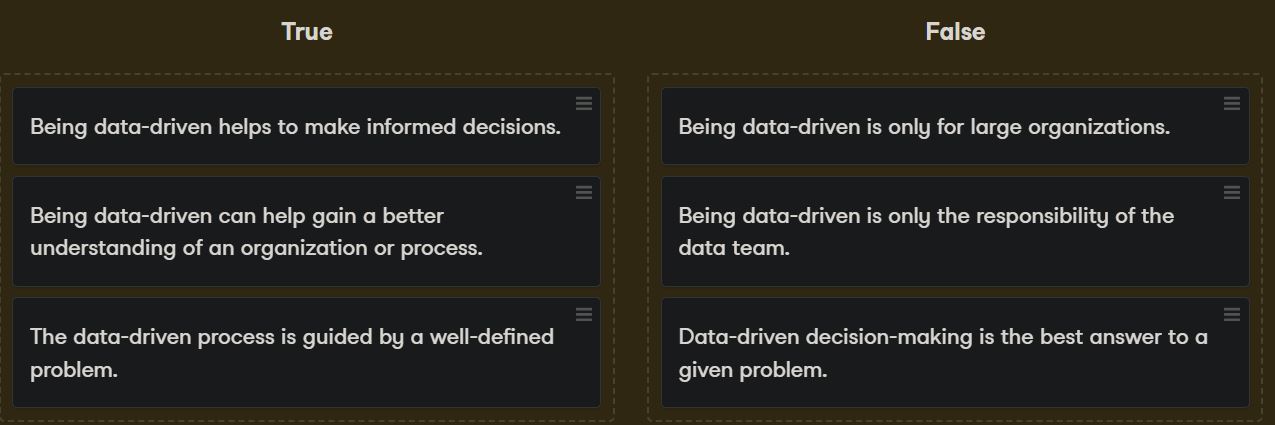 True
False
Being data-driven helps to make informed decisions.
Being data-driven can help gain a better
understanding of an organization or process.
The data-driven process is guided by a well-defined
problem.
Being data-driven is only for large organizations.
Being data-driven is only the responsibility of the
data team.
Data-driven decision-making is the best answer to a
given problem.